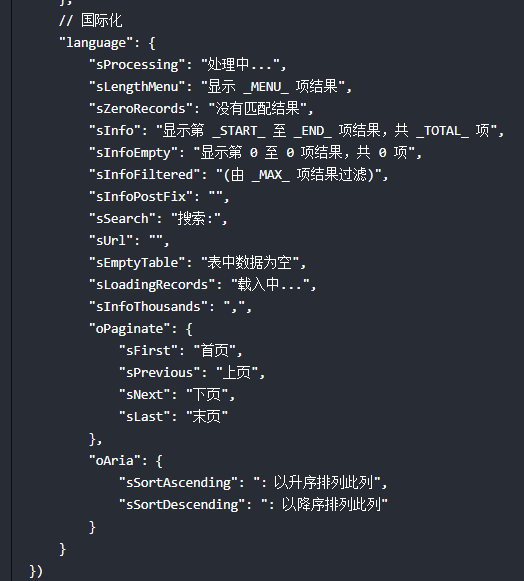 },
// 国际化
"language": {
"sProcessing": "处理中...",
"sLengthMenu": "显示 _MENU_ 项结果",
"sZeroRecords": "没有匹配结果",
"sInfo": "显示第 _START_ 至 _END_ 项结果，共 _TOTAL_ 项",
"sInfoEmpty": "显示第 0 至 0 项结果，共 0 项",
"sInfoFiltered": "(由 _MAX_ 项结果过滤)",
"sInfoPostFix": "",
"sSearch": "搜索:",
"sUrl": "",
"sEmptyTable": "表中数据为空",
"sLoadingRecords": "载入中...",
"sInfoThousands": ",",
"oPaginate": {
"sFirst": "首页",
"sPrevious": "上页",
"sNext": "下页",
"sLast": "末页"
},
"oAria": {
"sSortAscending": ": 以升序排列此列",
"sSortDescending": ": 以降序排列此列"
}
}
})